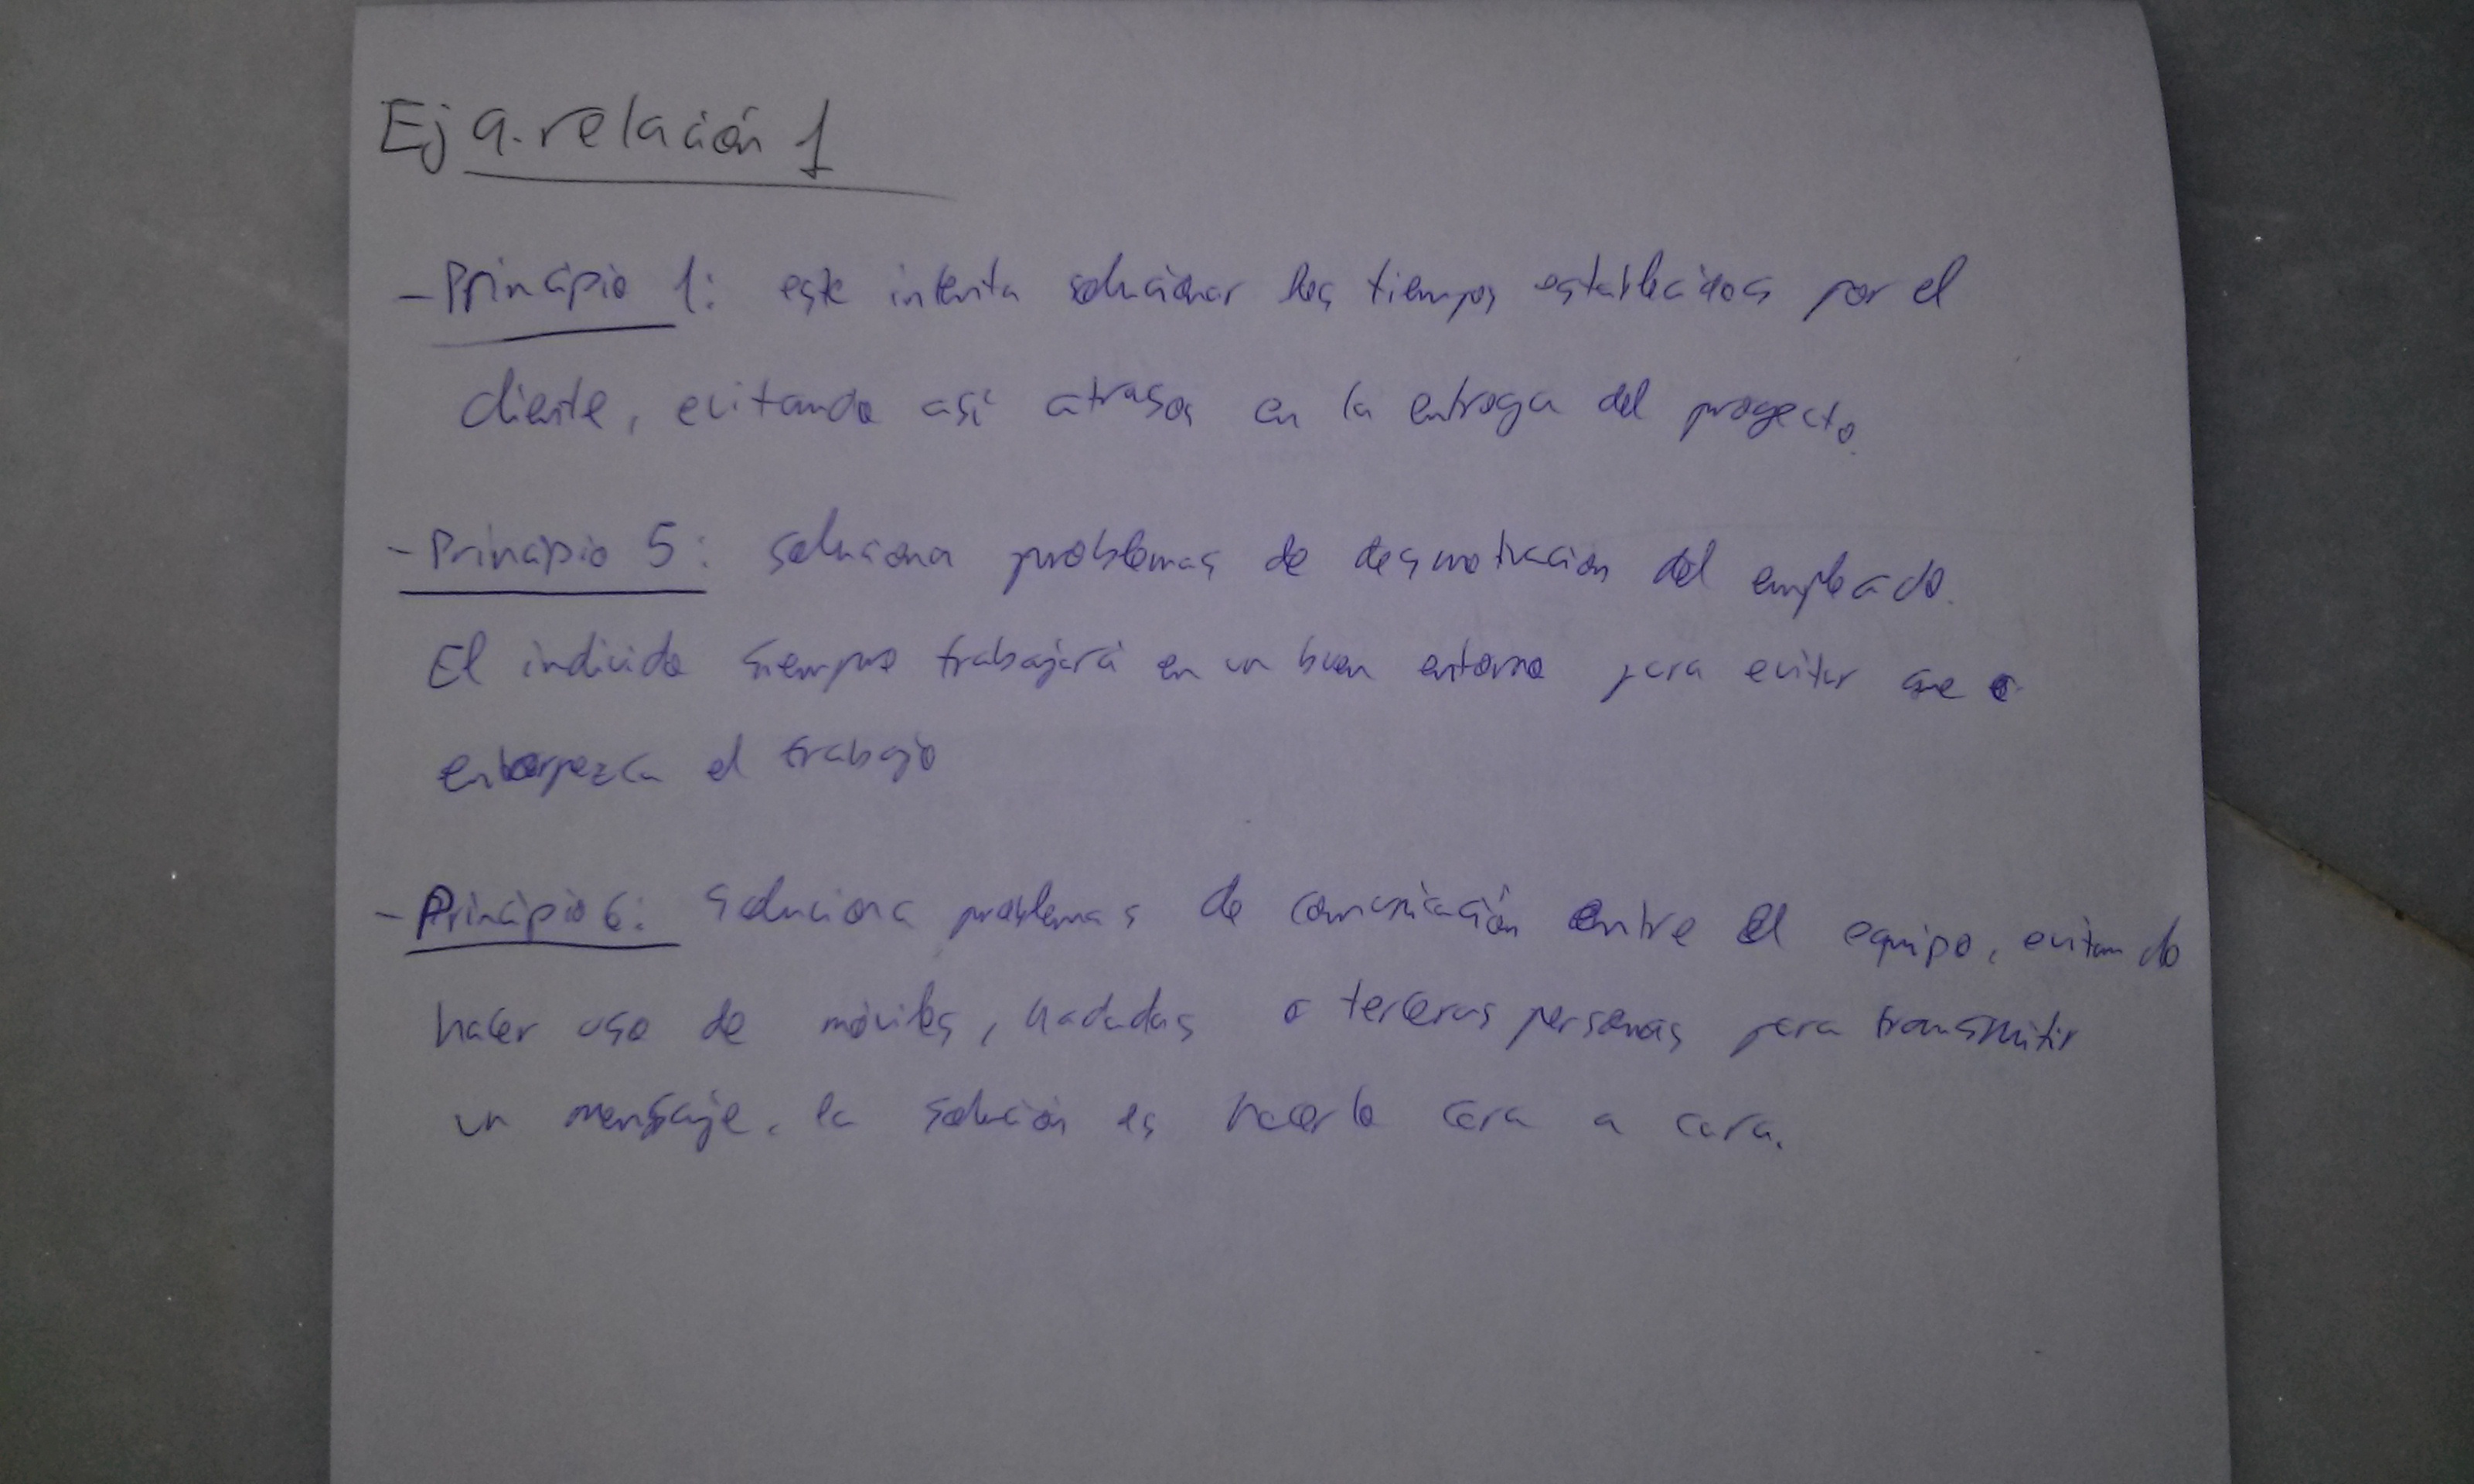 Ej 9. relación 1
- Principio 1: este intenta solucionar los tiempos establecidos por el
cliente, evitando así atrasos en la entrega del proyecto.
- Principio 5: soluciona problemas de desmotivación del empleado.
El individo siempre trabajará en un buen entorno para evitar que
entorpezca el trabajo
- Principio 6: soluciona problemas de comunicación entre el equipo, evitando
hacer uso de móviles, o terceras personas para transmitir
un mensaje. la solución es hacerlo cara a cara.